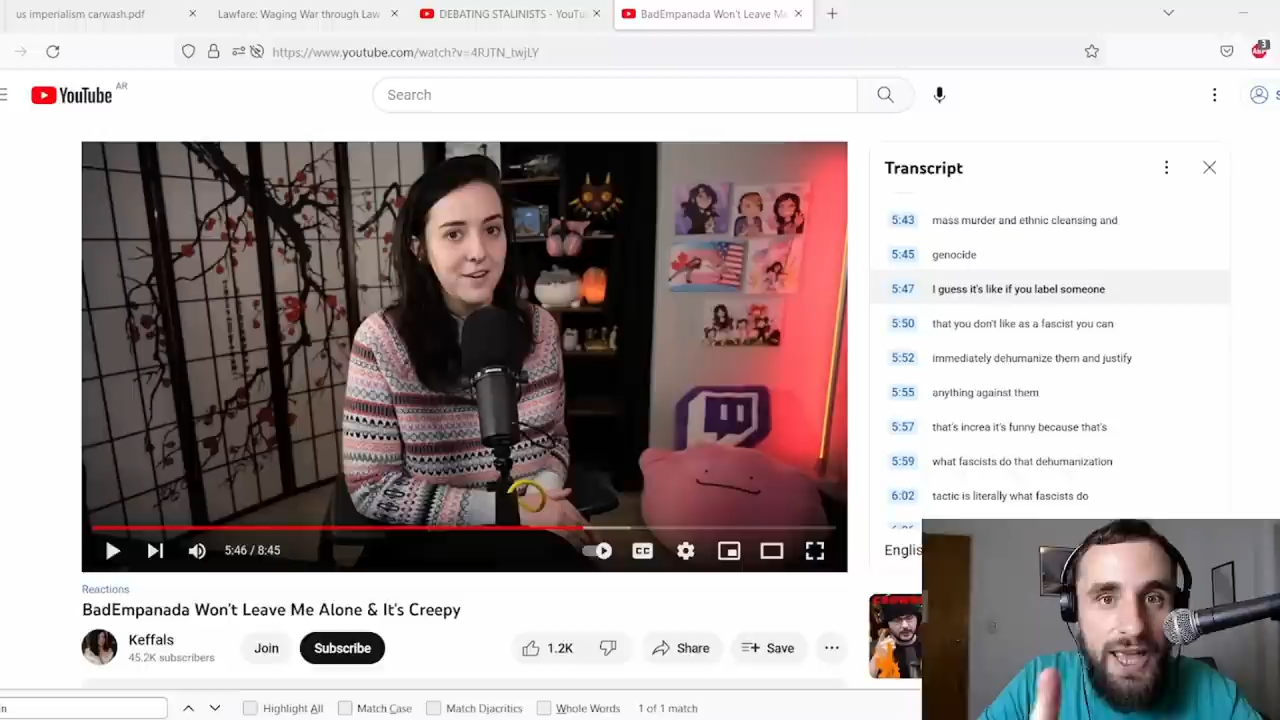 us imperialism carwash.pdf
Lawfare: Waging War through Law
DEBATING STALINISTS - YouTu
BadEmpanada Won't Leave Me
https://www.youtube.com/watch?v=4RJTN_twjLY
3
YouTube AR
Search
Transcript
5:43 mass murder and ethnic cleansing and
5:45 genocide
5:47 I guess it's like if you label someone
5:50 that you don't like as a fascist you can
5:52 immediately dehumanize them and justify
5:55 anything against them
5:57 that's increa it's funny because that's
5:59 what fascists do that dehumanization
6:02 tactic is literally what fascists do
Englis
5:46 / 8:45
CC
Reactions
BadEmpanada Won't Leave Me Alone & It's Creepy
Keffals
45.2K subscribers
Join
Subscribe
1.2K
Share
Save
in
Highlight All
Match Case
Match Diacritics
Whole Words
1 of 1 match